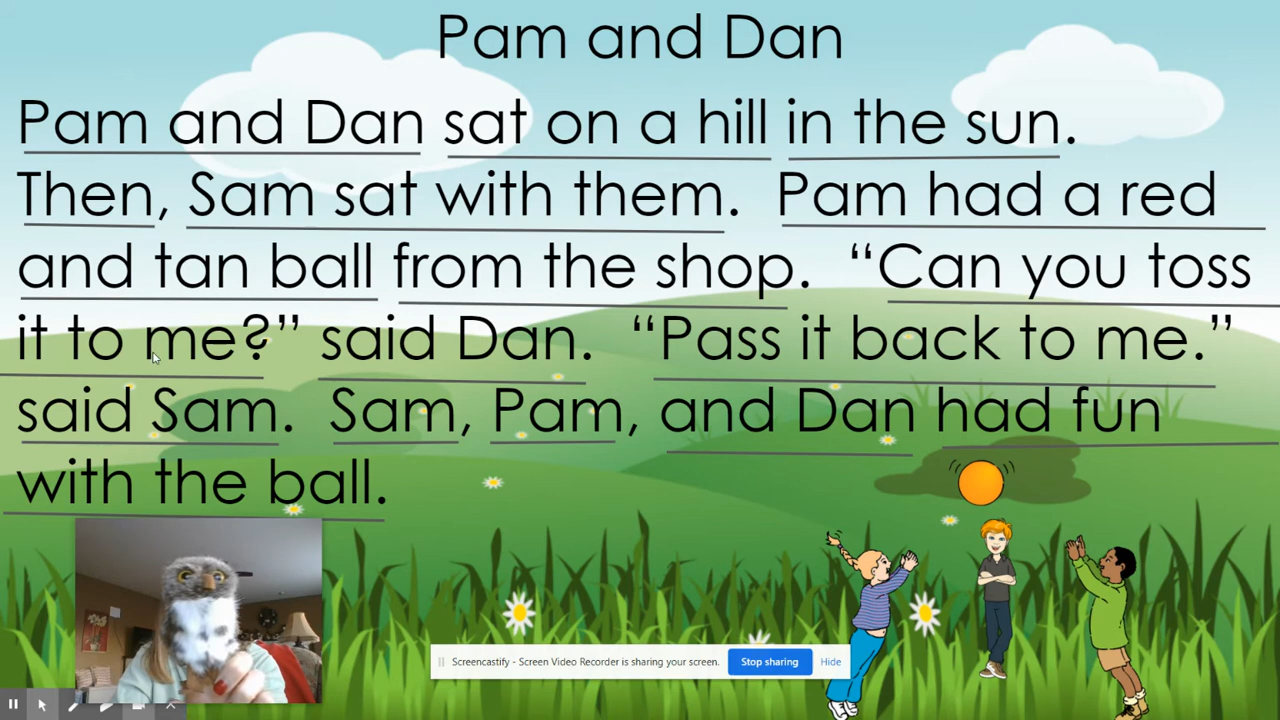 Pam and Dan
Pam and Dan sat on a hill in the sun.
Then, Sam sat with them. Pam had a red
and tan ball from the shop. “Can you toss
it to me?” said Dan. “Pass it back to me.”
said Sam. Sam, Pam, and Dan had fun
with the ball.
Screencastify - Screen Video Recorder is sharing your screen. Stop sharing Hide